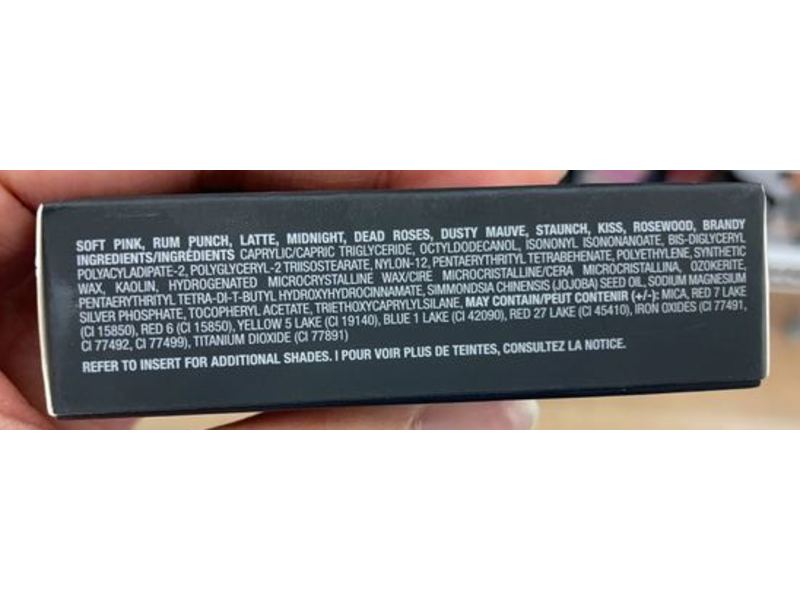 SOFT PINK, RUM PUNCH, LATTE, MIDNIGHT, DEAD ROSES, DUSTY MAUVE, STAUNCH, KISS, ROSEWOOD, BRANDY
INGREDIENTS/INGRÉDIENTS CAPRYLIC/CAPRIC TRIGLYCERIDE, OCTYLDODECANOL, ISONONYL ISONONANOATE, BIS-DIGLYCERYL
POLYACYLADIPATE-2, POLYGLYCERYL-2 TRIISOSTEARATE, NYLON-12, PENTAERYTHRITYL TETRABEHENATE, POLYETHYLENE, SYNTHETIC
WAX, KAOLIN, HYDROGENATED MICROCRYSTALLINE WAX/CIRE MICROCRISTALLINE/CERA MICROCRISTALLINA, OZOKERITE,
PENTAERYTHRITYL TETRA-DI-T-BUTYL HYDROXYHYDROCINNAMATE, SIMMONDSIA CHINENSIS (JOJOBA) SEED OIL, SODIUM MAGNESIUM
SILVER PHOSPHATE, TOCOPHERYL ACETATE, TRIETHOXYCAPRYLYLSILANE, MAY CONTAIN/PEUT CONTENIR (+/-): MICA, RED 7 LAKE
(CI 15850), RED 6 (CI 15850), YELLOW 5 LAKE (CI 19140), BLUE 1 LAKE (CI 42090), RED 27 LAKE (CI 45410), IRON OXIDES (CI 77491,
CI 77492, CI 77499), TITANIUM DIOXIDE (CI 77891)
REFER TO INSERT FOR ADDITIONAL SHADES. I POUR VOIR PLUS DE TEINTES, CONSULTEZ LA NOTICE.